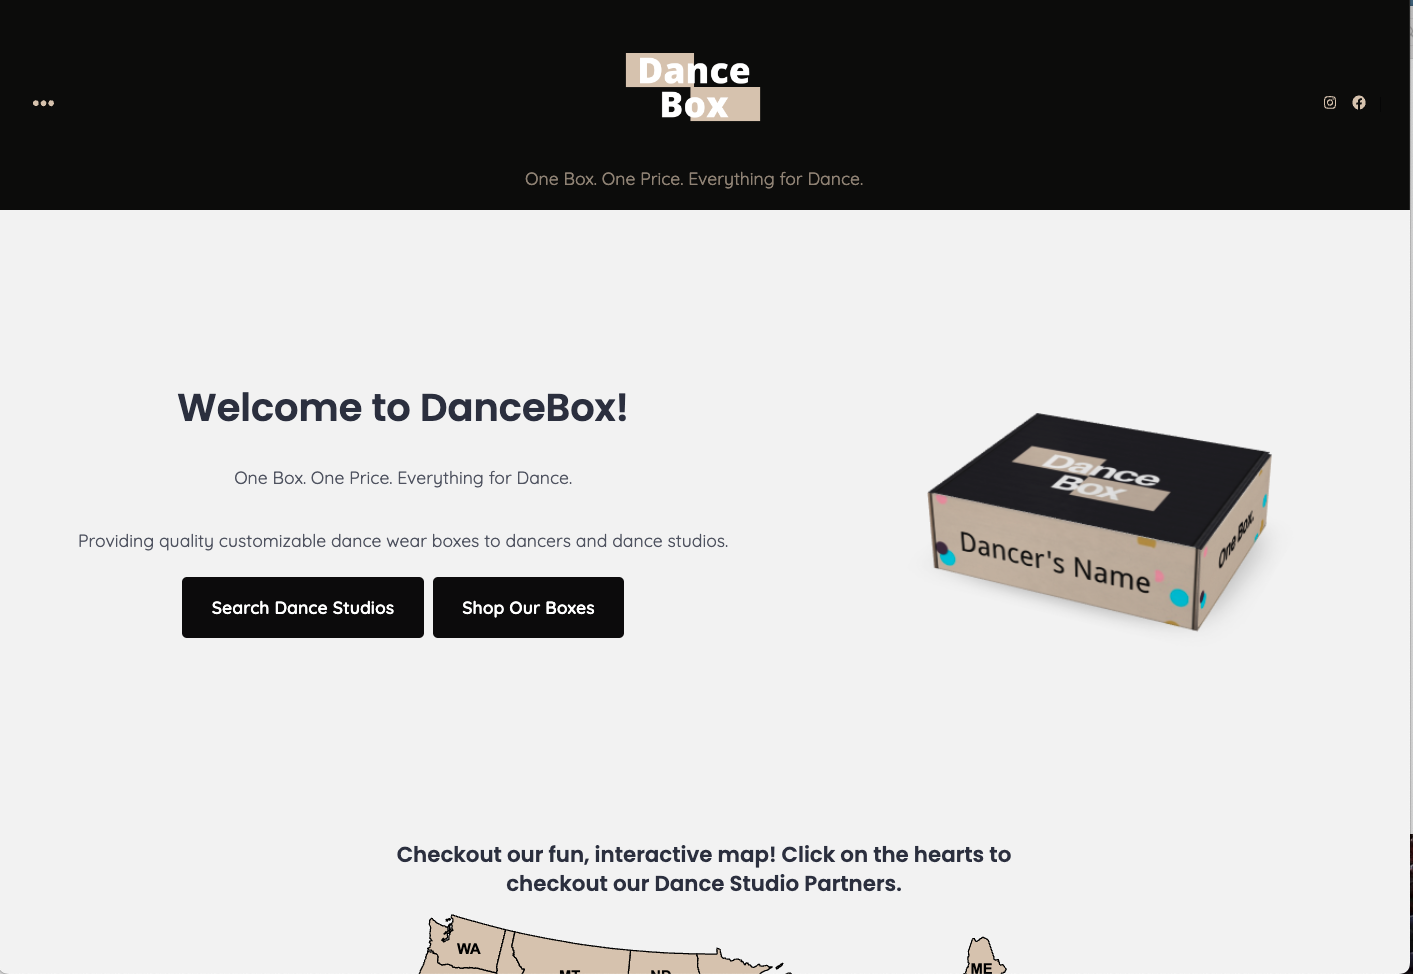 Dance
Box
One Box. One Price. Everything for Dance.
Welcome to DanceBox!
One Box. One Price. Everything for Dance.
Providing quality customizable dance wear boxes to dancers and dance studios.
Search Dance Studios
Shop Our Boxes
Dance
Box
Dancer's Name
One Box.
Checkout our fun, interactive map! Click on the hearts to
checkout our Dance Studio Partners.
WA
MT
ND
ME